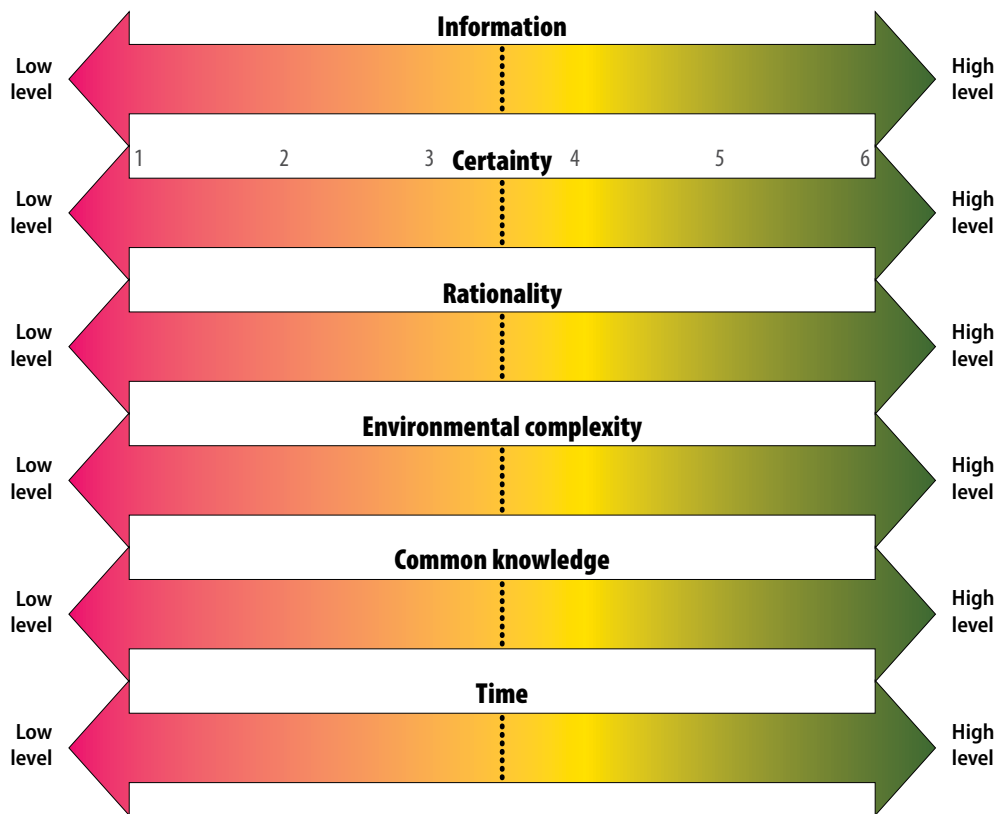 Information
Low
level
High
level
1 2 3 4 5 6
Certainty
Low
level
High
level
Rationality
Low
level
High
level
Environmental complexity
Low
level
High
level
Common knowledge
Low
level
High
level
Time
Low
level
High
level